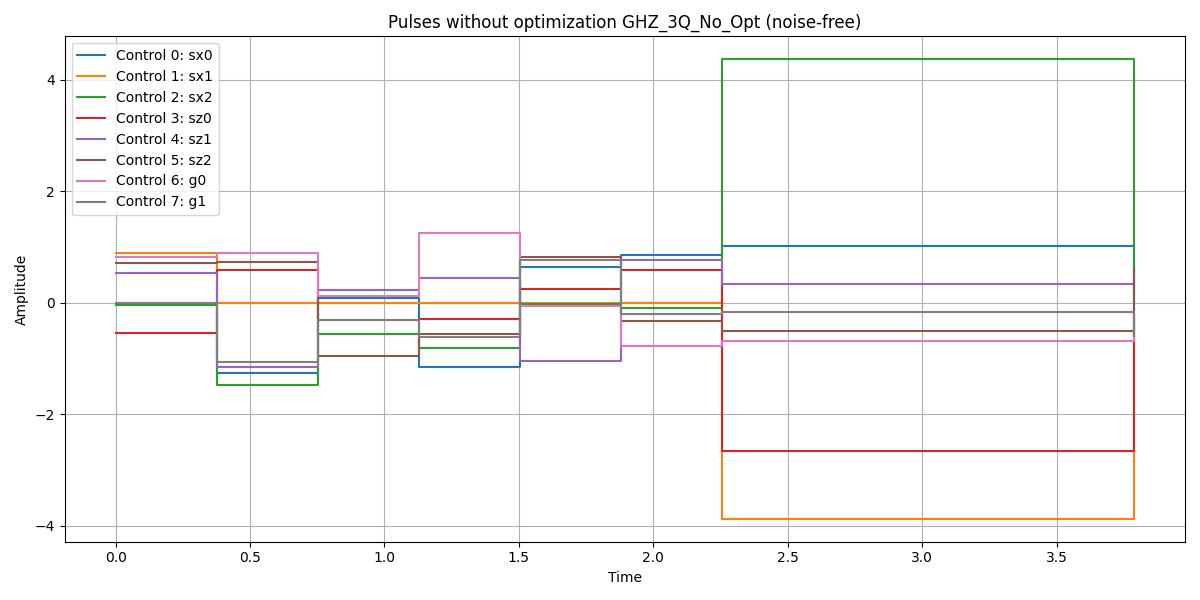 Pulses without optimization GHZ_3Q_No_Opt (noise-free)
Control 0: sx0
Control 1: sx1
Control 2: sx2
Control 3: sz0
Control 4: sz1
Control 5: sz2
Control 6: g0
Control 7: g1
Amplitude
4
2
0
−2
−4
0.0 0.5 1.0 1.5 2.0 2.5 3.0 3.5
Time